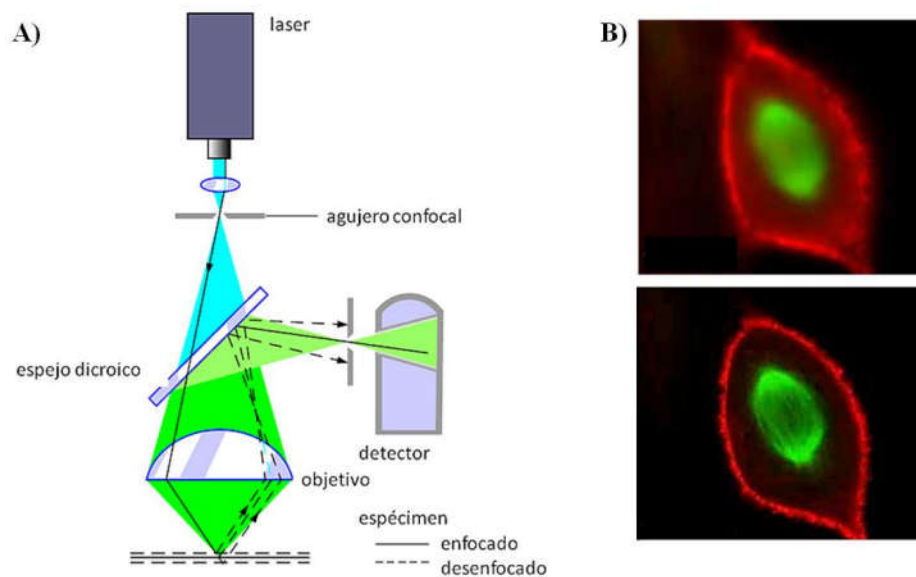 A)
laser
B)
agujero confocal
espejo dicroico
detector
objetivo
espécimen
enfocado
desenfocado